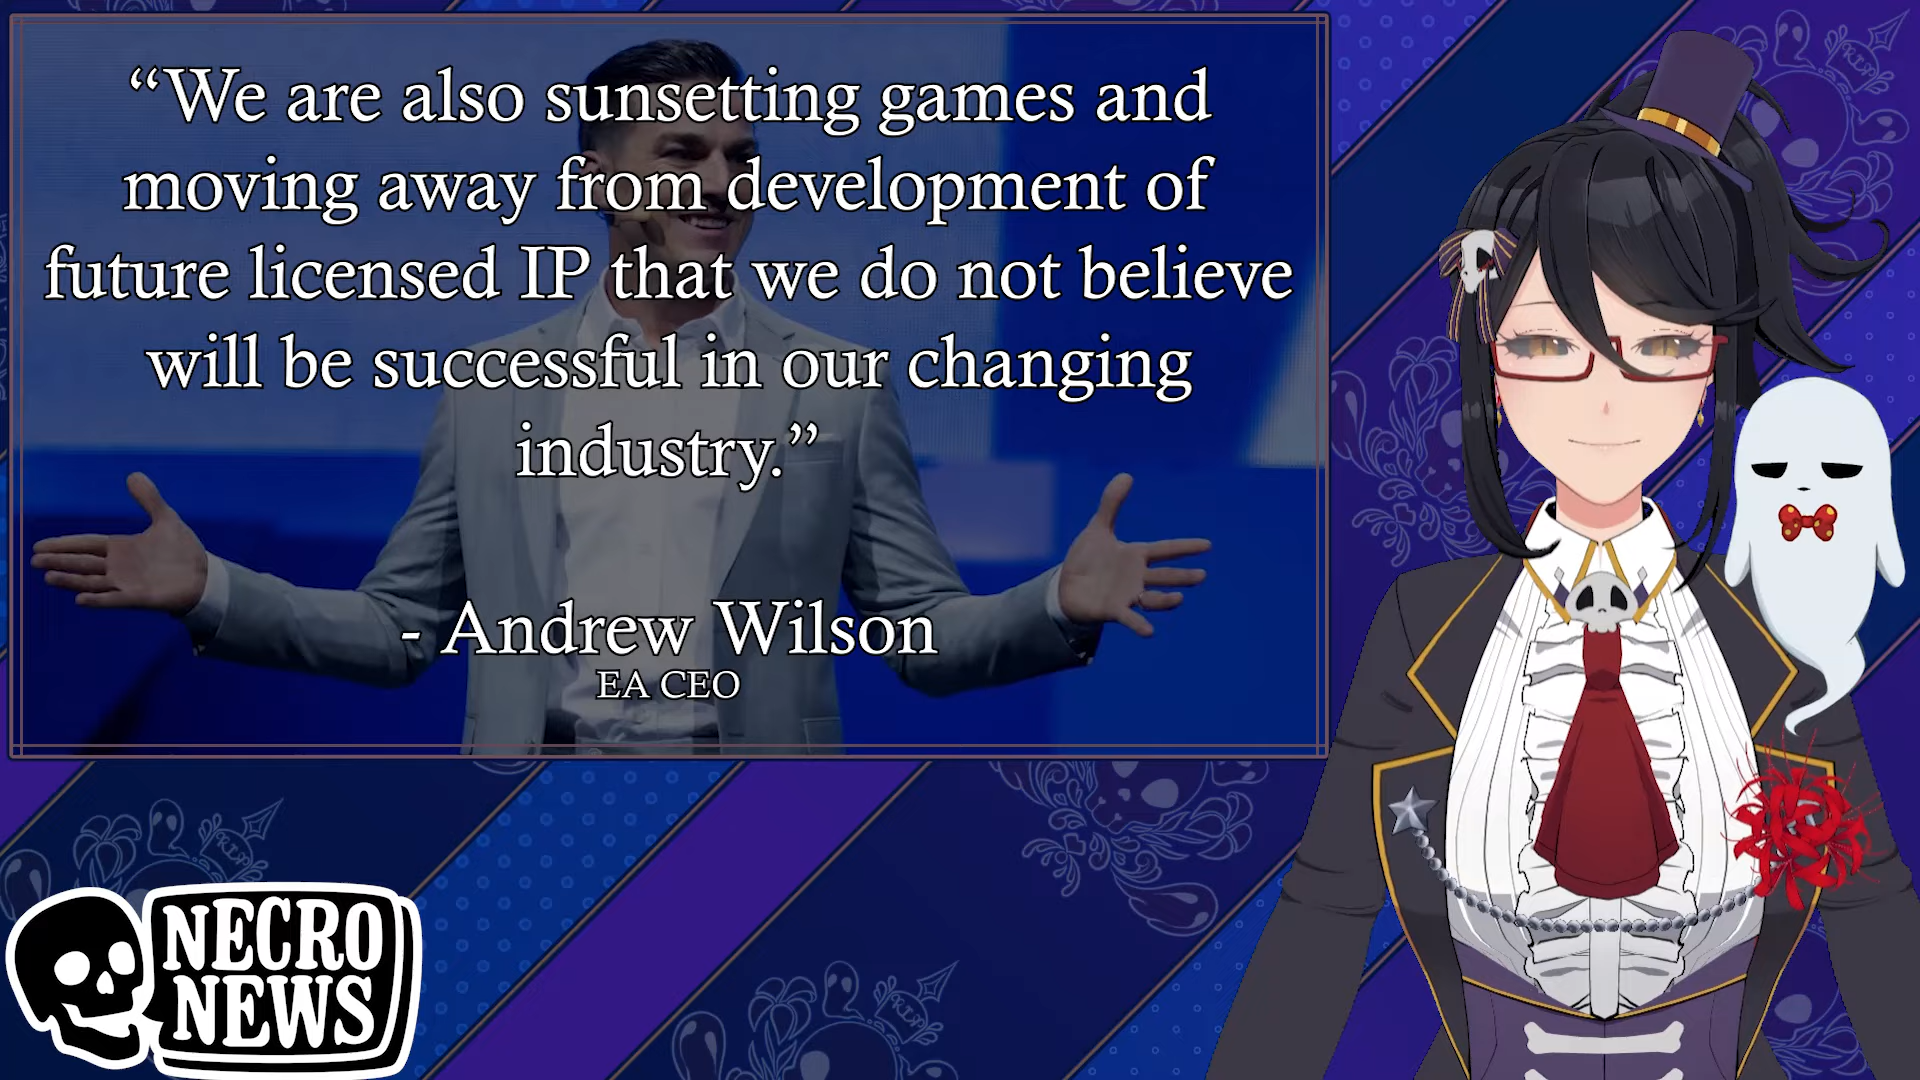 “We are also sunsetting games and
moving away from development of
future licensed IP that we do not believe
will be successful in our changing
industry.”
- Andrew Wilson
EA CEO
NECRO
NEWS